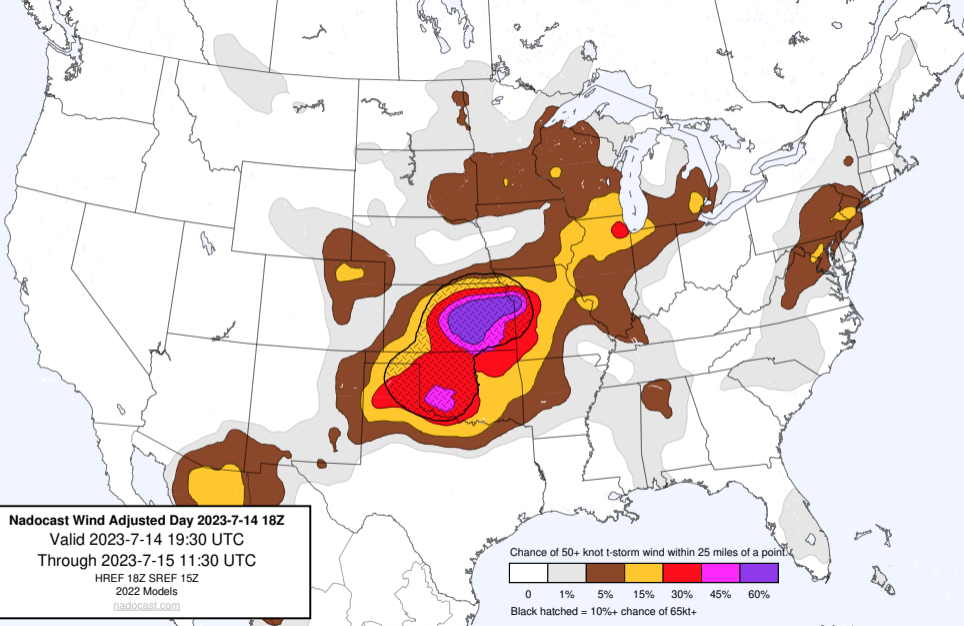 Nadocast Wind Adjusted Day 2023-7-14 18Z
Valid 2023-7-14 19:30 UTC
Through 2023-7-15 11:30 UTC
HREF 18Z SREF 15Z
2022 Models
nadocast.com
Chance of 50+ knot t-storm wind within 25 miles of a point.
0 1% 5% 15% 30% 45% 60%
Black hatched = 10%+ chance of 65kt+